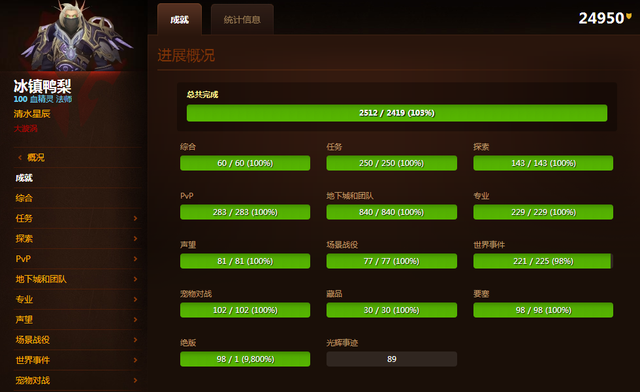 成就
统计信息
24950
冰镇鸭梨
100 血精灵 法师
清水星辰
进展概况
总共完成
2512 / 2419 (103%)
综合
60 / 60 (100%)
任务
250 / 250 (100%)
探索
143 / 143 (100%)
PvP
283 / 283 (100%)
地下城和团队
840 / 840 (100%)
专业
229 / 229 (100%)
声望
81 / 81 (100%)
场景战役
77 / 77 (100%)
世界事件
221 / 225 (98%)
宠物对战
102 / 102 (100%)
藏品
30 / 30 (100%)
要塞
98 / 98 (100%)
绝版
98 / 1 (9,800%)
光辉事迹
89
概况
成就
综合
任务
探索
PvP
地下城和团队
专业
声望
场景战役
世界事件
宠物对战